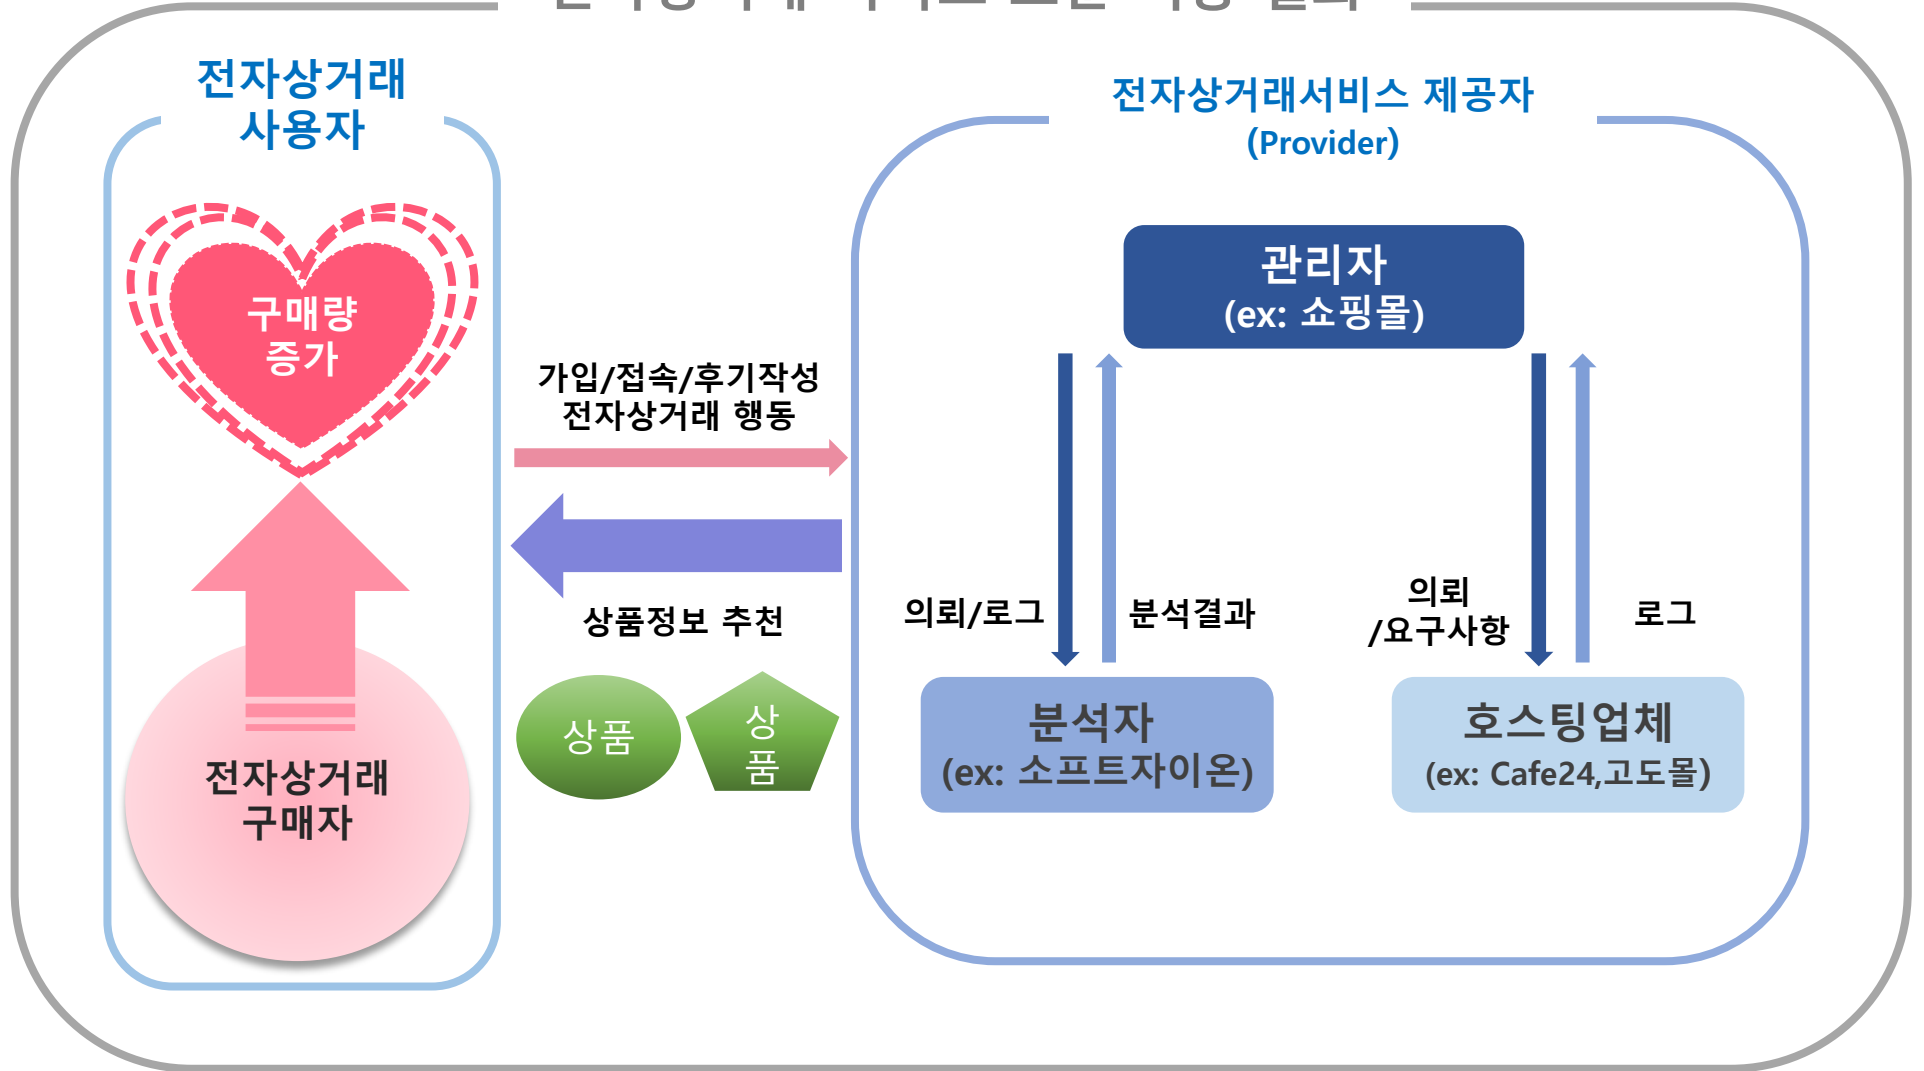 전자상거래
사용자
구매량
증가
전자상거래
구매자
가입/접속/후기작성
전자상거래 행동
상품정보 추천
상품
상
품
전자상거래서비스 제공자
(Provider)
관리자
(ex: 쇼핑몰)
의뢰/로그
분석결과
의뢰
/요구사항
로그
분석자
(ex: 소프트자이온)
호스팅업체
(ex: Cafe24,고도몰)